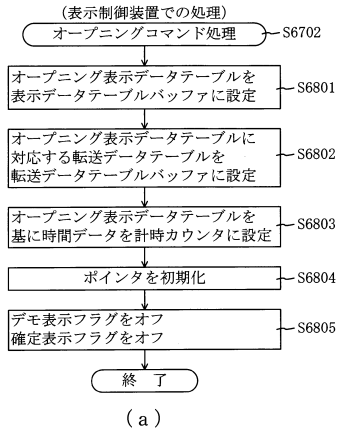 (表示制御装置での処理)
オープニングコマンド処理
S6702
オープニング表示データテーブルを
表示データテーブルバッファに設定
S6801
オープニング表示データテーブルに
対応する転送データテーブルを
転送データテーブルバッファに設定
S6802
オープニング表示データテーブルを
基に時間データを計時カウンタに設定
S6803
ポインタを初期化
S6804
デモ表示フラグをオフ
確定表示フラグをオフ
S6805
終 了
(a)